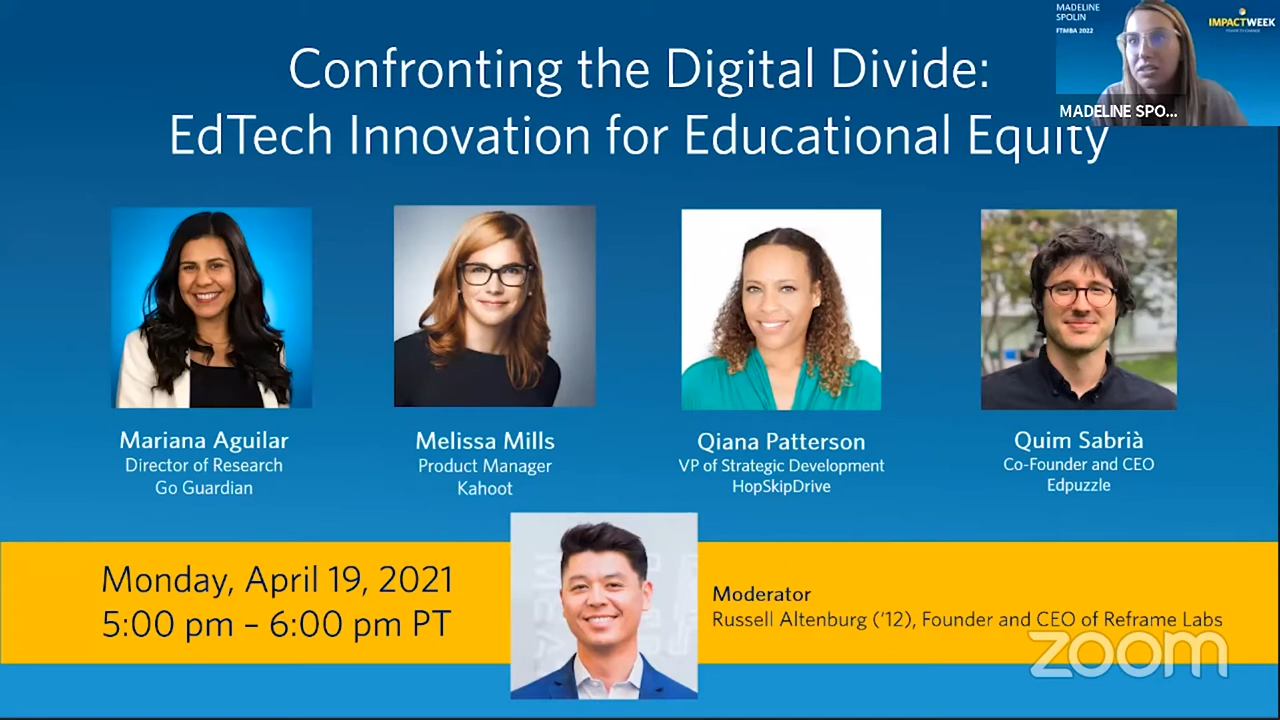 MADELINE
SPOLIN
FTMBA 2022
IMPACTWEEK
MADELINE SPO...
Confronting the Digital Divide:
EdTech Innovation for Educational Equity
Mariana Aguilar
Director of Research
Go Guardian
Melissa Mills
Product Manager
Kahoot
Qiana Patterson
VP of Strategic Development
HopSkipDrive
Quim Sabrià
Co-Founder and CEO
Edpuzzle
Monday, April 19, 2021
5:00 pm – 6:00 pm PT
Moderator
Russell Altenburg (‘12), Founder and CEO of Reframe Labs
zoom